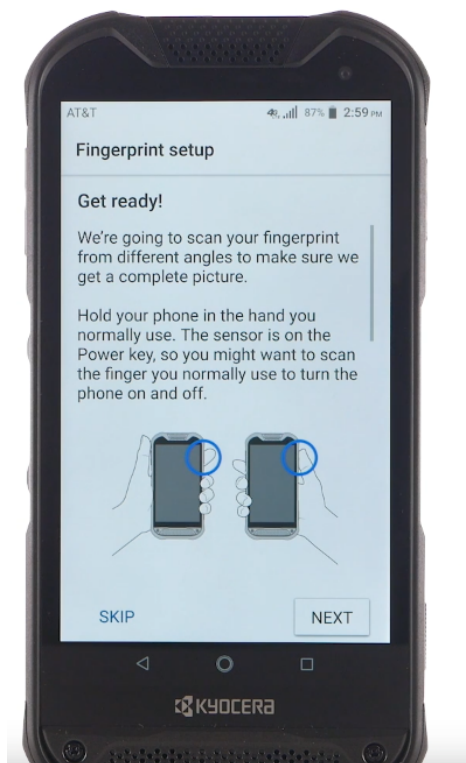 AT&T 4G 87% 2:59 PM
Fingerprint setup
Get ready!
We're going to scan your fingerprint
from different angles to make sure we
get a complete picture.
Hold your phone in the hand you
normally use. The sensor is on the
Power key, so you might want to scan
the finger you normally use to turn the
phone on and off.
SKIP NEXT
KYOCERA